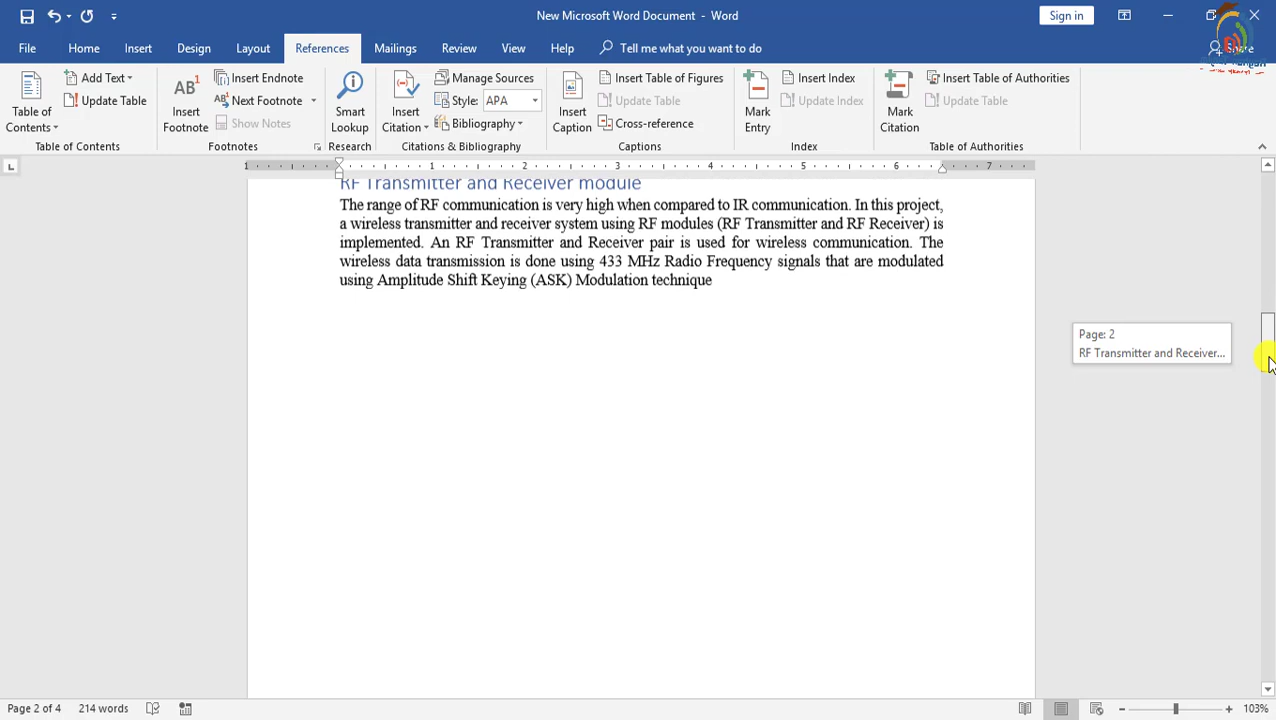 New Microsoft Word Document - Word
Sign in
File Home Insert Design Layout References Mailings Review View Help Tell me what you want to do Share
Table of Contents
Add Text
Update Table
Table of Contents
AB1
Insert Footnote
Insert Endnote
Next Footnote
Show Notes
Footnotes
Smart Lookup
Research
Insert Citation
Manage Sources
Style: APA
Bibliography
Citations & Bibliography
Insert Caption
Insert Table of Figures
Update Table
Cross-reference
Captions
Mark Entry
Insert Index
Update Index
Index
Mark Citation
Insert Table of Authorities
Update Table
Table of Authorities
1 1 2 3 4 5 6 7
RF Transmitter and Receiver module
The range of RF communication is very high when compared to IR communication. In this project,
a wireless transmitter and receiver system using RF modules (RF Transmitter and RF Receiver) is
implemented. An RF Transmitter and Receiver pair is used for wireless communication. The
wireless data transmission is done using 433 MHz Radio Frequency signals that are modulated
using Amplitude Shift Keying (ASK) Modulation technique
Page: 2
RF Transmitter and Receiver...
Page 2 of 4 214 words 103%